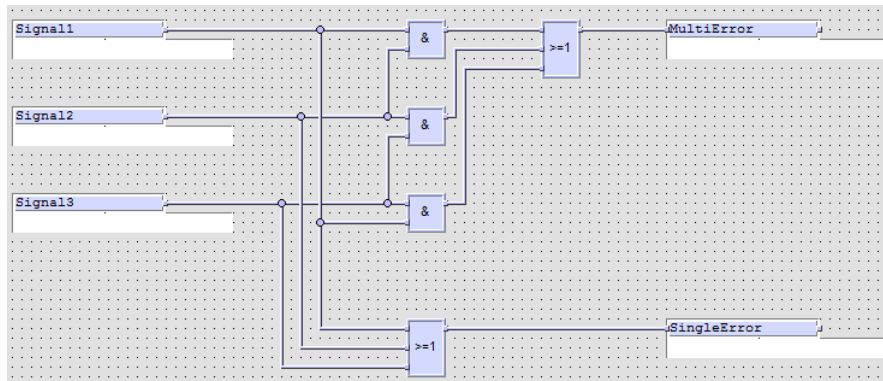 Signal1
&
>=1
MultiError
Signal2
&
Signal3
&
>=1
SingleError